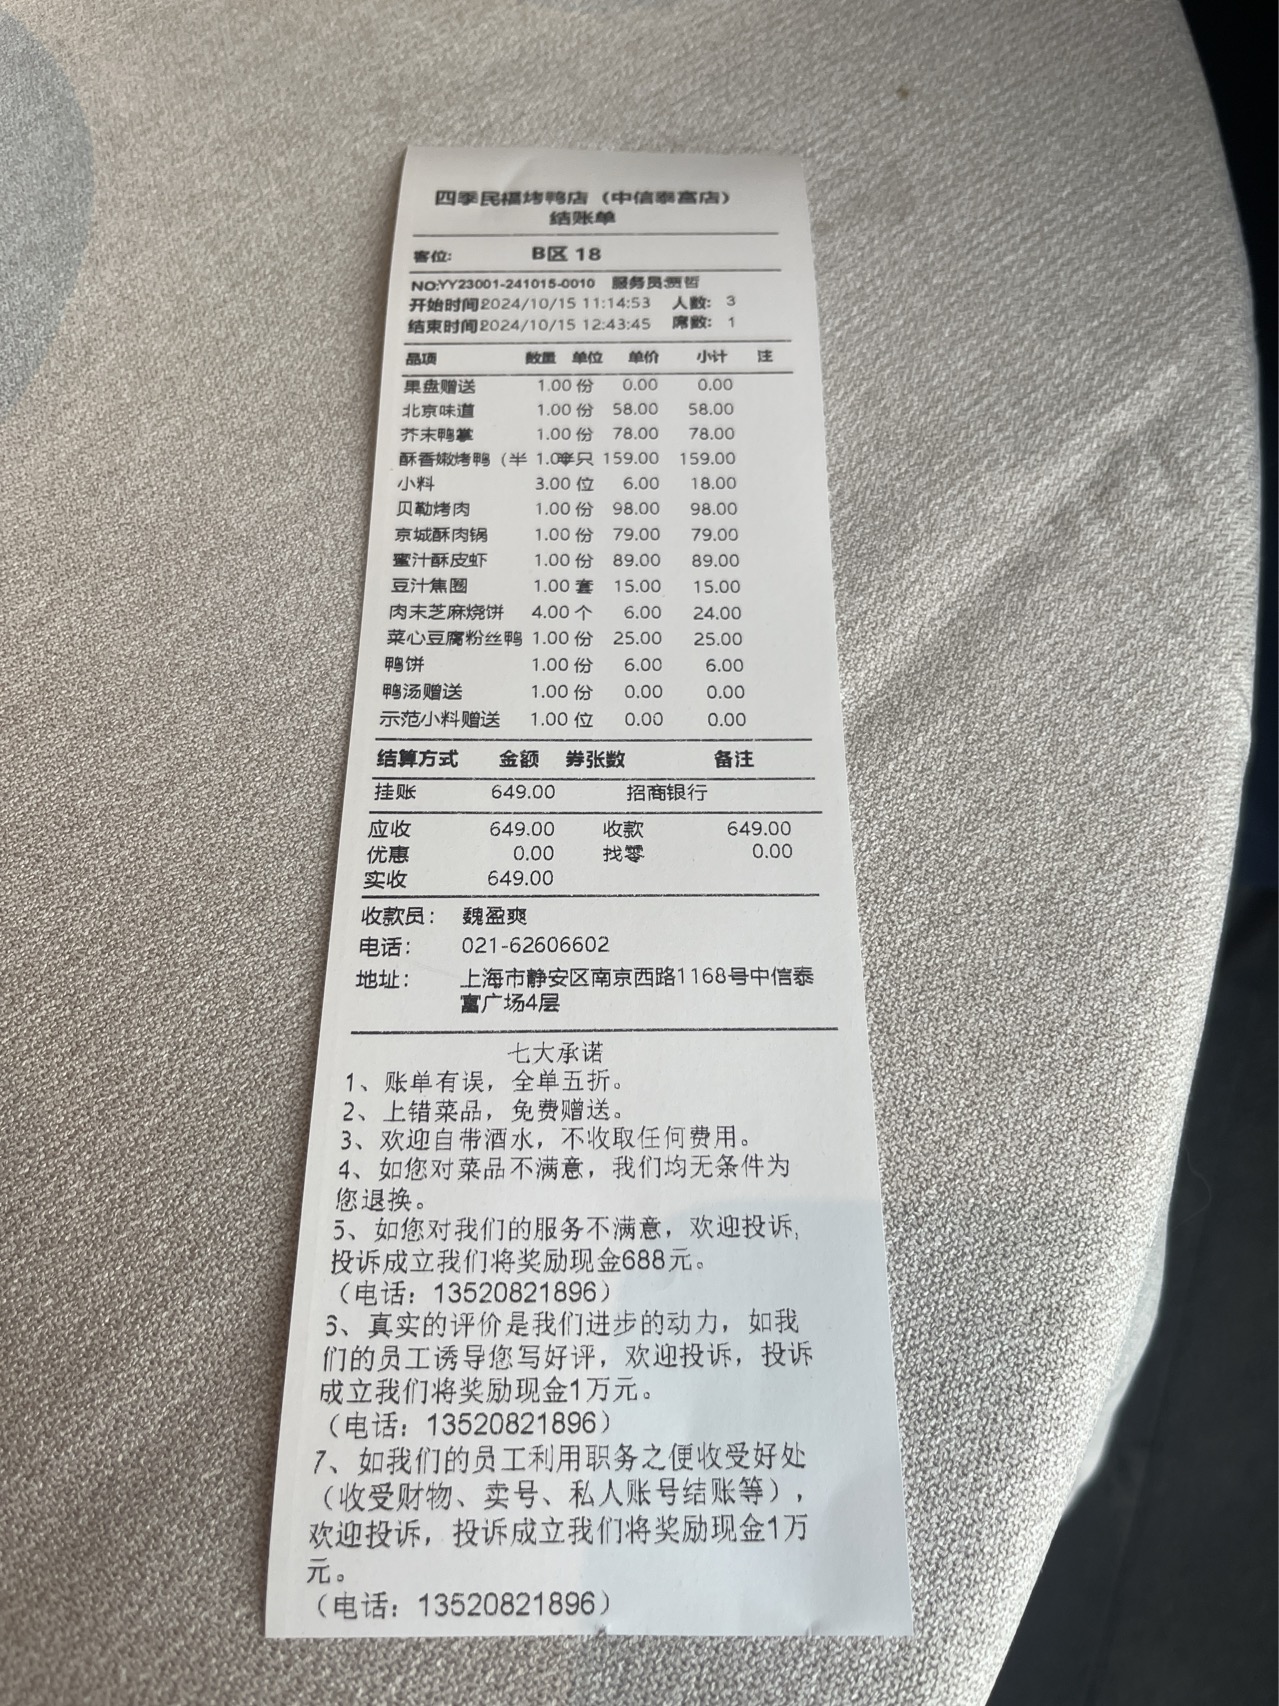 四季民福烤鸭店（中信泰富店）
结账单
客位： B区 18
NO:YY23001-241015-0010 服务员:贾哲
开始时间2024/10/15 11:14:53 人数： 3
结束时间2024/10/15 12:43:45 席数： 1
品项 数量 单位 单价 小计 注
果盘赠送 1.00 份 0.00 0.00
北京味道 1.00 份 58.00 58.00
芥末鸭掌 1.00 份 78.00 78.00
酥香嫩烤鸭（半 1.00 半只 159.00 159.00
小料 3.00 位 6.00 18.00
贝勒烤肉 1.00 份 98.00 98.00
京城酥肉锅 1.00 份 79.00 79.00
蜜汁酥皮虾 1.00 份 89.00 89.00
豆汁焦圈 1.00 套 15.00 15.00
肉末芝麻烧饼 4.00 个 6.00 24.00
菜心豆腐粉丝鸭 1.00 份 25.00 25.00
鸭饼 1.00 份 6.00 6.00
鸭汤赠送 1.00 份 0.00 0.00
示范小料赠送 1.00 位 0.00 0.00
结算方式 金额 券张数 备注
挂账 649.00 招商银行
应收 649.00 收款 649.00
优惠 0.00 找零 0.00
实收 649.00
收款员： 魏盈爽
电话： 021-62606602
地址： 上海市静安区南京西路1168号中信泰
富广场4层
七大承诺
1、账单有误，全单五折。
2、上错菜品，免费赠送。
3、欢迎自带酒水，不收取任何费用。
4、如您对菜品不满意，我们均无条件为
您退换。
5、如您对我们的服务不满意，欢迎投诉，
投诉成立我们将奖励现金688元。
（电话：13520821896）
6、真实的评价是我们进步的动力，如我
们的员工诱导您写好评，欢迎投诉，投诉
成立我们将奖励现金1万元。
（电话：13520821896）
7、如我们的员工利用职务之便收受好处
（收受财物、卖号、私人账号结账等），
欢迎投诉，投诉成立我们将奖励现金1万
元。
（电话：13520821896）